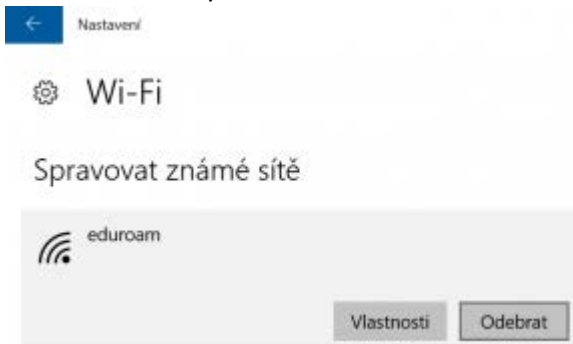 Nastavení
Wi-Fi
Spravovat známé sítě
eduroam
Vlastnosti Odebrat